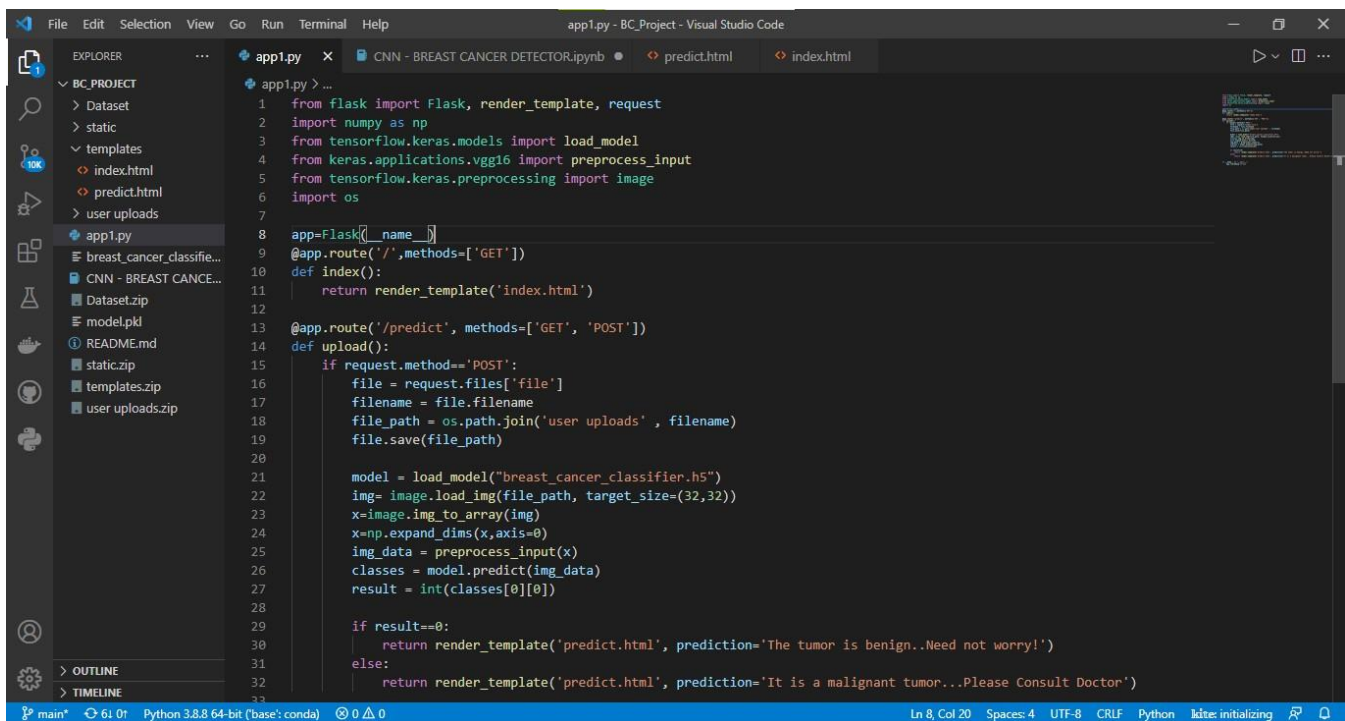 File Edit Selection View Go Run Terminal Help app1.py - BC_Project - Visual Studio Code
EXPLORER ...
app1.py CNN - BREAST CANCER DETECTOR.ipynb predict.html index.html
BC_PROJECT
Dataset
static
templates
index.html
predict.html
user uploads
app1.py
breast_cancer_classifie...
CNN - BREAST CANCE...
Dataset.zip
model.pkl
README.md
static.zip
templates.zip
user uploads.zip
OUTLINE
TIMELINE
1
10K
app1.py > ...
1 from flask import Flask, render_template, request
2 import numpy as np
3 from tensorflow.keras.models import load_model
4 from keras.applications.vgg16 import preprocess_input
5 from tensorflow.keras.preprocessing import image
6 import os
7
8 app=Flask(__name__)
9 @app.route('/',methods=['GET'])
10 def index():
11     return render_template('index.html')
12
13 @app.route('/predict', methods=['GET', 'POST'])
14 def upload():
15     if request.method=='POST':
16         file = request.files['file']
17         filename = file.filename
18         file_path = os.path.join('user uploads' , filename)
19         file.save(file_path)
20
21         model = load_model("breast_cancer_classifier.h5")
22         img= image.load_img(file_path, target_size=(32,32))
23         x=image.img_to_array(img)
24         x=np.expand_dims(x,axis=0)
25         img_data = preprocess_input(x)
26         classes = model.predict(img_data)
27         result = int(classes[0][0])
28
29         if result==0:
30             return render_template('predict.html', prediction='The tumor is benign..Need not worry!')
31         else:
32             return render_template('predict.html', prediction='It is a malignant tumor...Please Consult Doctor')
33
main* 6↓ 0↑ Python 3.8.8 64-bit ('base': conda) 0 0 Ln 8, Col 20 Spaces: 4 UTF-8 CRLF Python kite: initializing